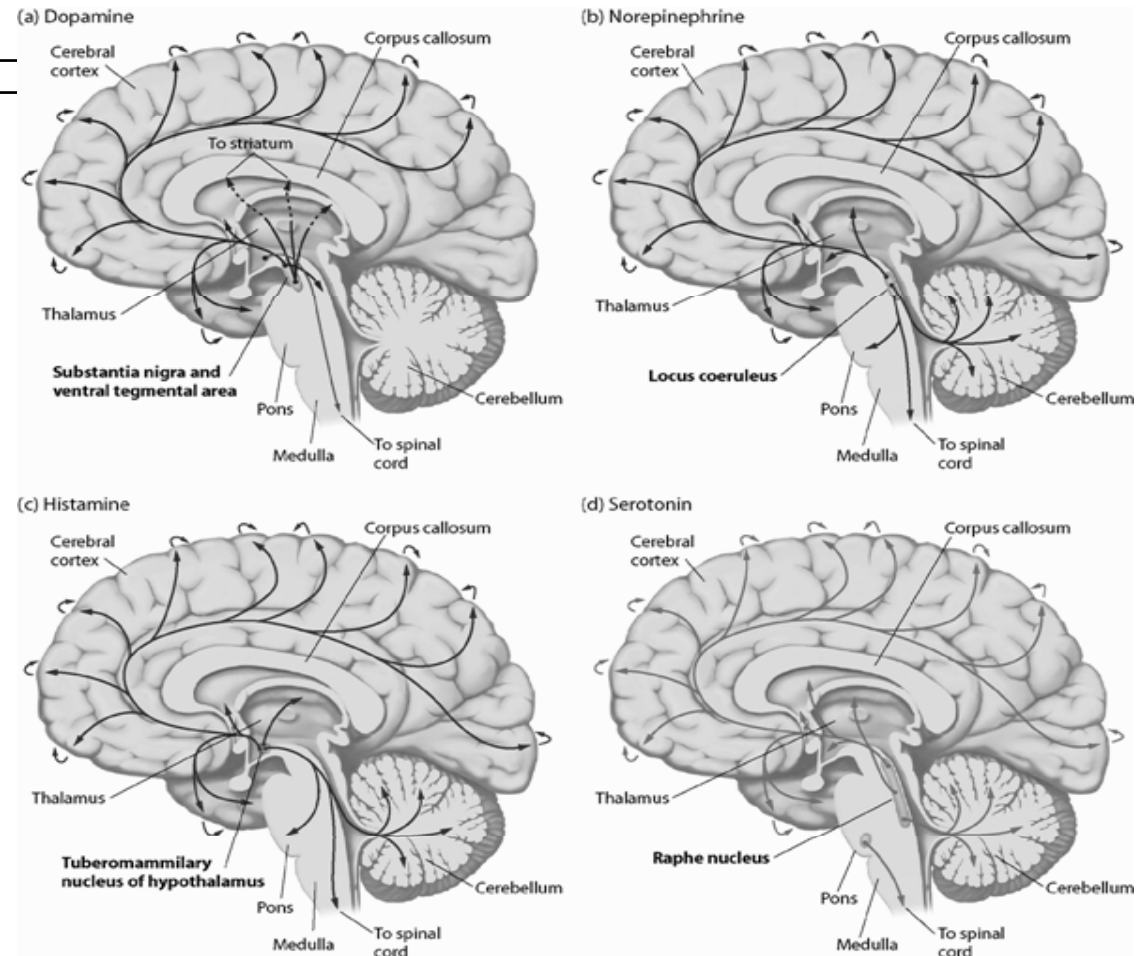 (a) Dopamine
Corpus callosum
Cerebral
cortex
To striatum
Thalamus
Substantia nigra and
ventral tegmental area
Pons
Cerebellum
Medulla
To spinal
cord
(b) Norepinephrine
Corpus callosum
Cerebral
cortex
Thalamus
Locus coeruleus
Pons
Cerebellum
Medulla
To spinal
cord
(c) Histamine
Corpus callosum
Cerebral
cortex
Thalamus
Tuberomammilary
nucleus of hypothalamus
Pons
Cerebellum
Medulla
To spinal
cord
(d) Serotonin
Corpus callosum
Cerebral
cortex
Thalamus
Raphe nucleus
Pons
Cerebellum
Medulla
To spinal
cord